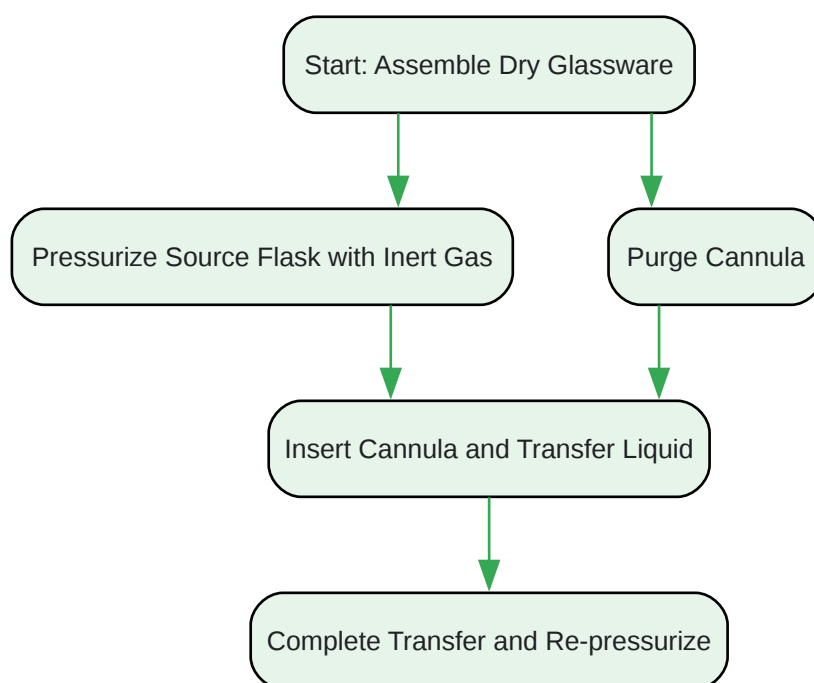 Start: Assemble Dry Glassware
Pressurize Source Flask with Inert Gas
Purge Cannula
Insert Cannula and Transfer Liquid
Complete Transfer and Re-pressurize